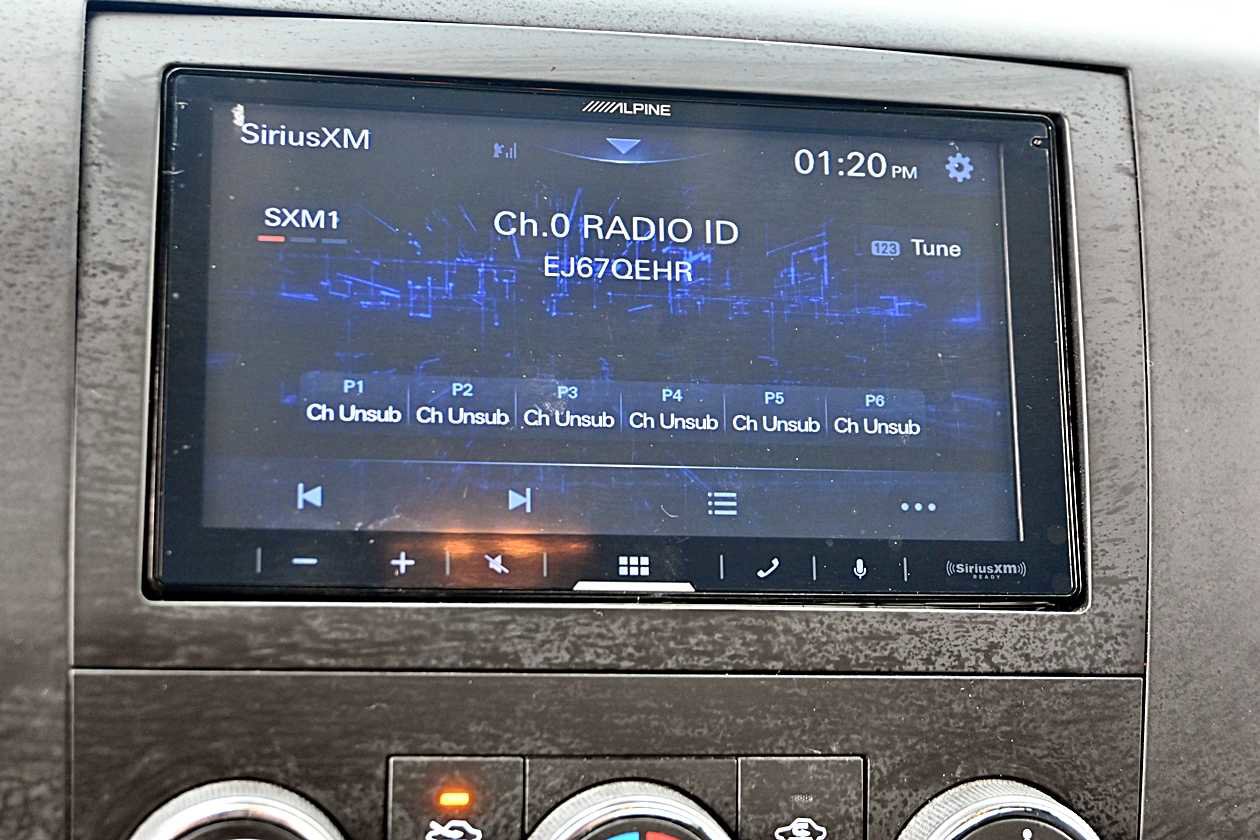 ALPINE
SiriusXM
01:20 PM
SXM1
Ch.0 RADIO ID
123 Tune
EJ67QEHR
P1 P2 P3 P4 P5 P6
Ch Unsub Ch Unsub Ch Unsub Ch Unsub Ch Unsub Ch Unsub
((SiriusXm))
READY